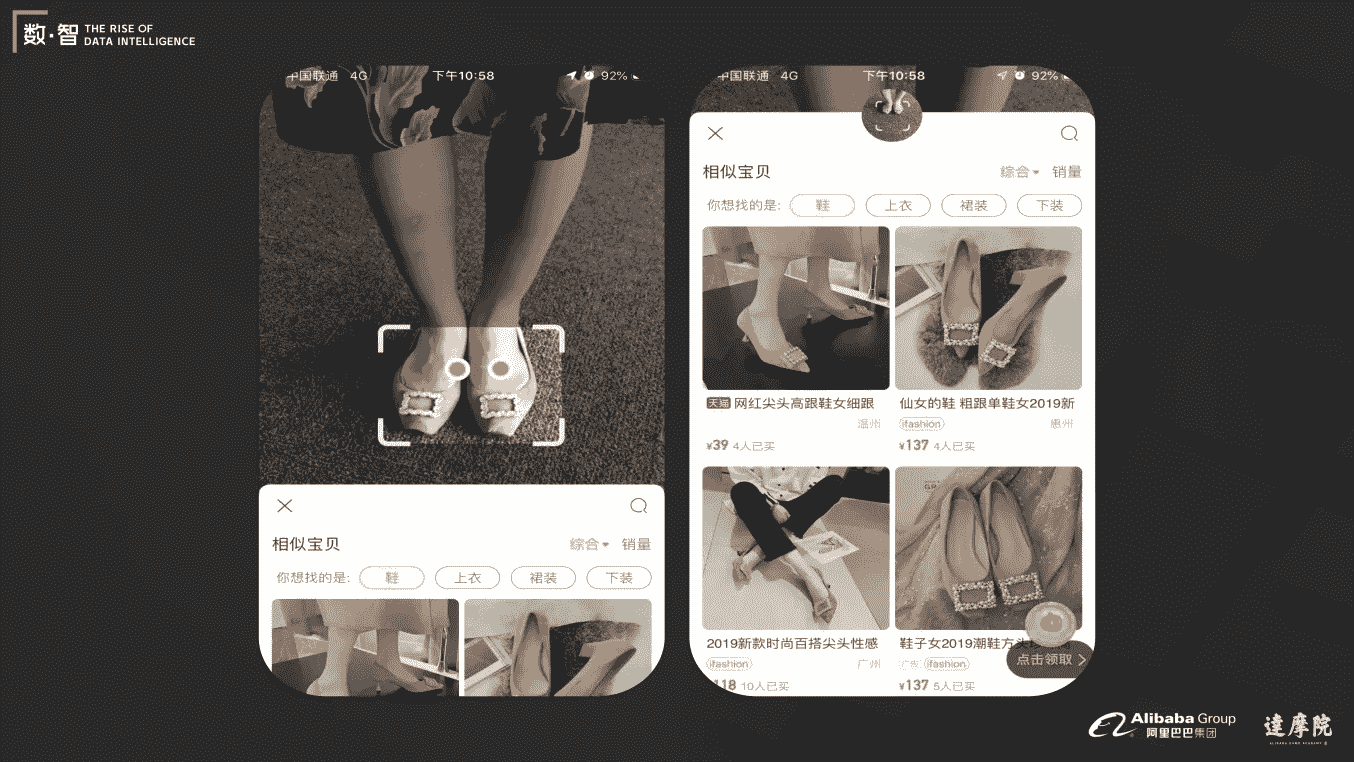 数·智 THE RISE OF
DATA INTELLIGENCE
中国联通 4G 下午10:58 92%
相似宝贝 综合 销量
你想找的是: 鞋 上衣 裙装 下装
中国联通 4G 下午10:58 92%
相似宝贝 综合 销量
你想找的是: 鞋 上衣 裙装 下装
天猫 网红尖头高跟鞋女细跟
温州
¥39 4人已买
仙女的鞋 粗跟单鞋女2019新
ifashion 惠州
¥137 4人已买
2019新款时尚百搭尖头性感
ifashion 广州
118 10人已买
鞋子女2019潮鞋方头
广告 ifashion
¥137 5人已买
点击领取
Alibaba Group
阿里巴巴集团
達摩院
ALIBABA DAMO ACADEMY